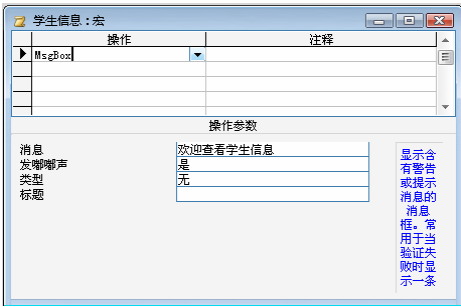 学生信息 : 宏
操作 注释
MsgBox
操作参数
消息 欢迎查看学生信息
发嘟嘟声 是
类型 无
标题
显示含
有警告
或提示
消息的
消息
框。常
用于当
验证失
败时显
示一条